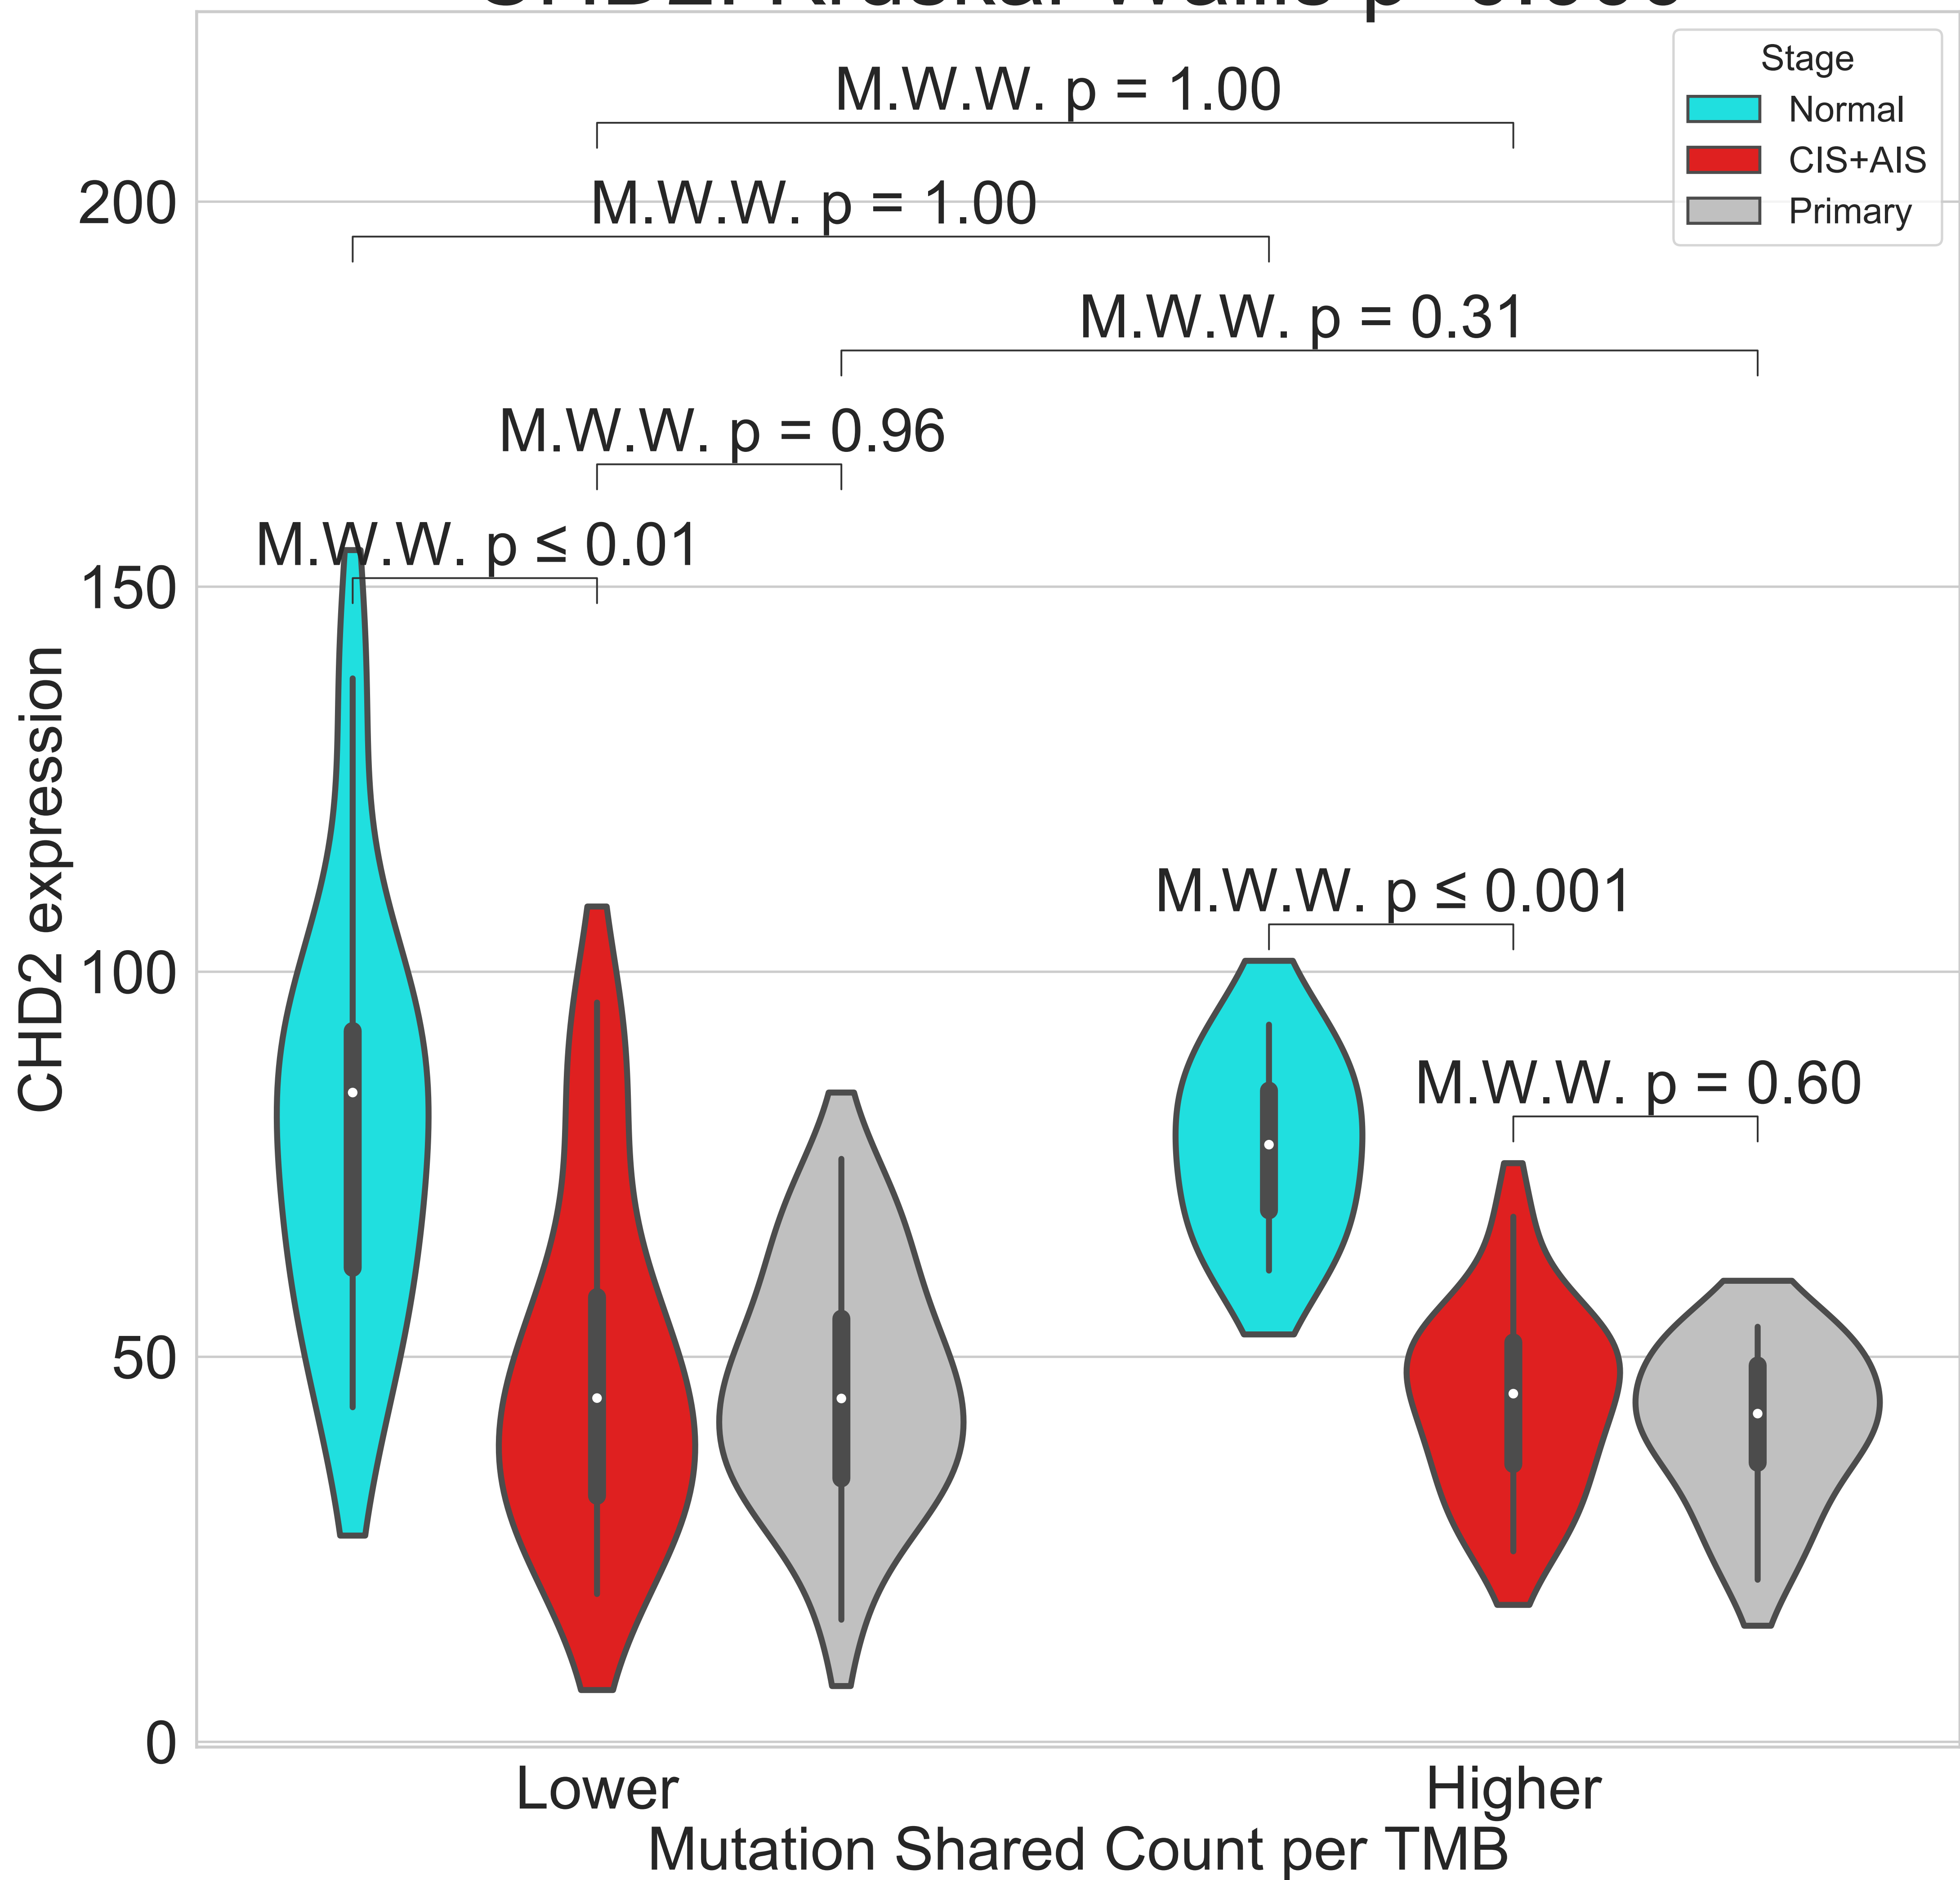 Stage
Normal
CIS+AIS
Primary
M.W.W. p = 1.00
M.W.W. p = 1.00
M.W.W. p = 0.31
M.W.W. p = 0.96
M.W.W. p ≤ 0.01
M.W.W. p ≤ 0.001
M.W.W. p = 0.60
CHD2 expression
200
150
100
50
0
Lower
Higher
Mutation Shared Count per TMB